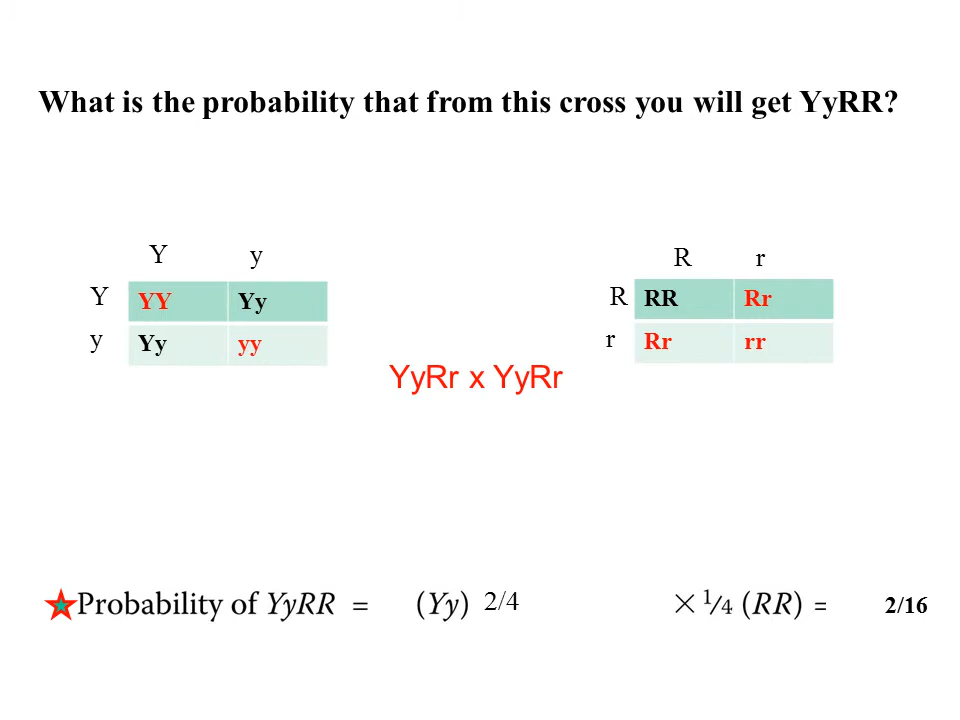 What is the probability that from this cross you will get YyRR?
Y y
Y YY Yy
y Yy yy
R r
R RR Rr
r Rr rr
YyRr x YyRr
Probability of YyRR = (Yy) 2/4 × 1/4 (RR) = 2/16